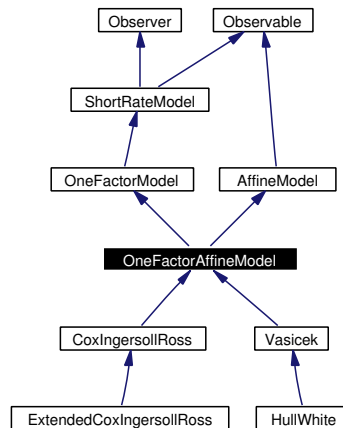 Observer
Observable
ShortRateModel
OneFactorModel
AffineModel
OneFactorAffineModel
CoxIngersollRoss
Vasicek
ExtendedCoxIngersollRoss
HullWhite